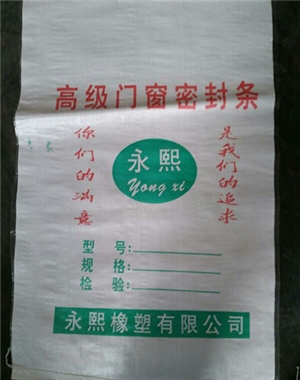 高级门窗密封条
你们的满意
永熙
Yong xi
是我们的追求
型 号:
规 格:
检 验:
永熙橡塑有限公司